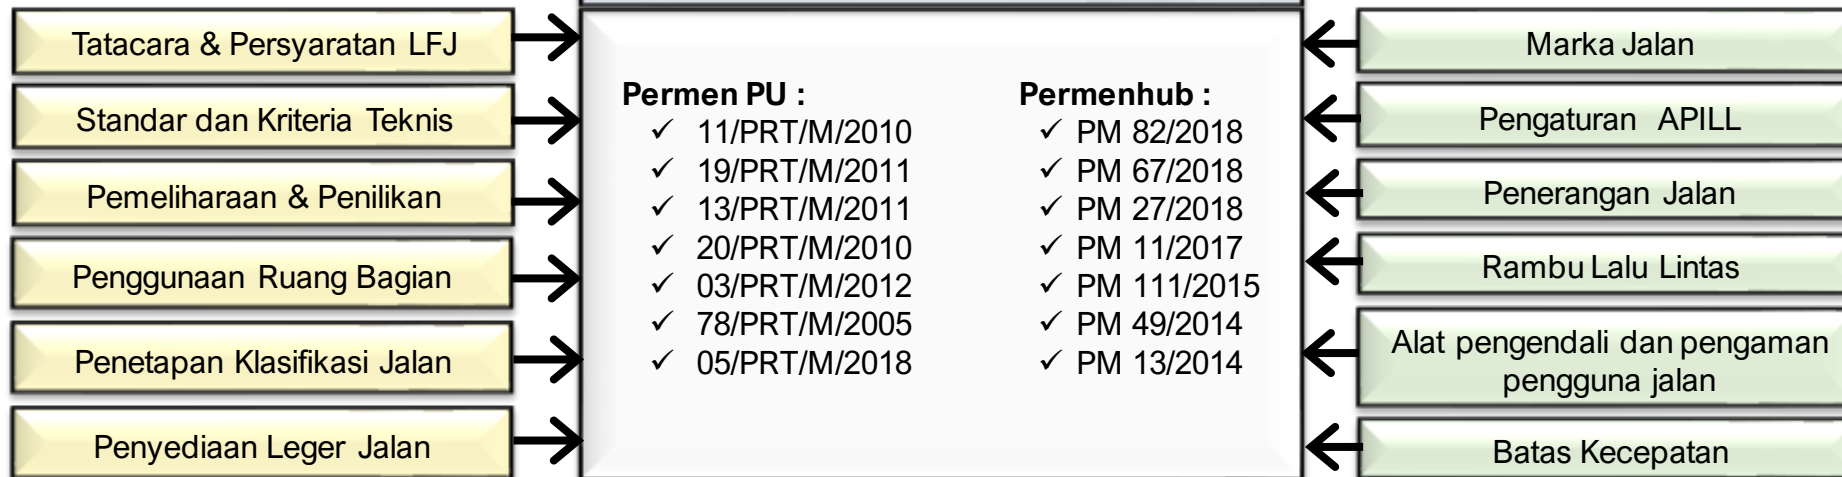 Tatacara & Persyaratan LFJ
Standar dan Kriteria Teknis
Pemeliharaan & Penilikan
Penggunaan Ruang Bagian
Penetapan Klasifikasi Jalan
Penyediaan Leger Jalan
Permen PU :
✓ 11/PRT/M/2010
✓ 19/PRT/M/2011
✓ 13/PRT/M/2011
✓ 20/PRT/M/2010
✓ 03/PRT/M/2012
✓ 78/PRT/M/2005
✓ 05/PRT/M/2018
Permenhub :
✓ PM 82/2018
✓ PM 67/2018
✓ PM 27/2018
✓ PM 11/2017
✓ PM 111/2015
✓ PM 49/2014
✓ PM 13/2014
Marka Jalan
Pengaturan APILL
Penerangan Jalan
Rambu Lalu Lintas
Alat pengendali dan pengaman
pengguna jalan
Batas Kecepatan